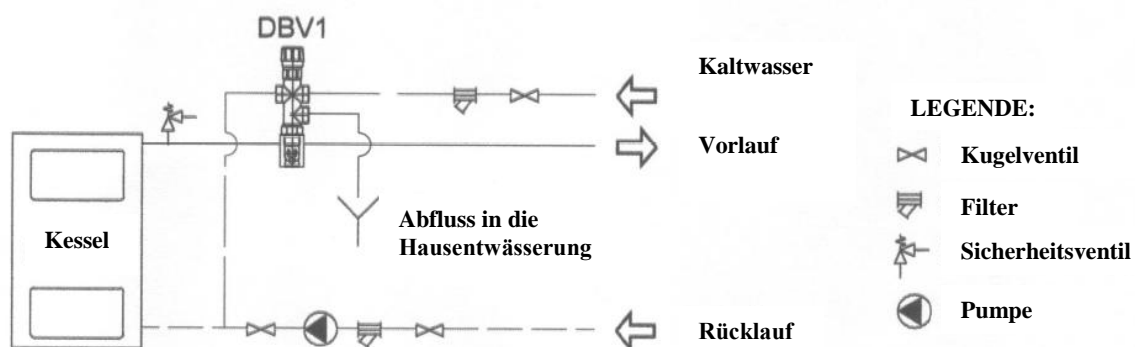 DBV1
Kaltwasser
LEGENDE:
Vorlauf
Kugelventil
Filter
Kessel
Abfluss in die
Hausentwässerung
Sicherheitsventil
Rücklauf
Pumpe